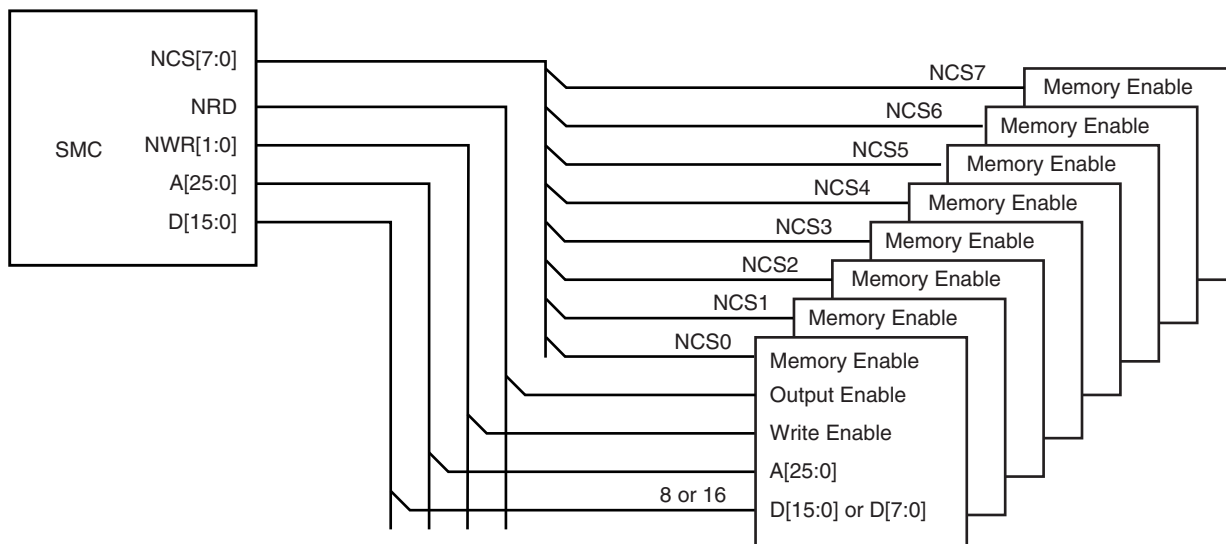 SMC
NCS[7:0]
NRD
NWR[1:0]
A[25:0]
D[15:0]
NCS7
Memory Enable
NCS6
Memory Enable
NCS5
Memory Enable
NCS4
Memory Enable
NCS3
Memory Enable
NCS2
Memory Enable
NCS1
Memory Enable
NCS0
Memory Enable
Output Enable
Write Enable
A[25:0]
8 or 16
D[15:0] or D[7:0]